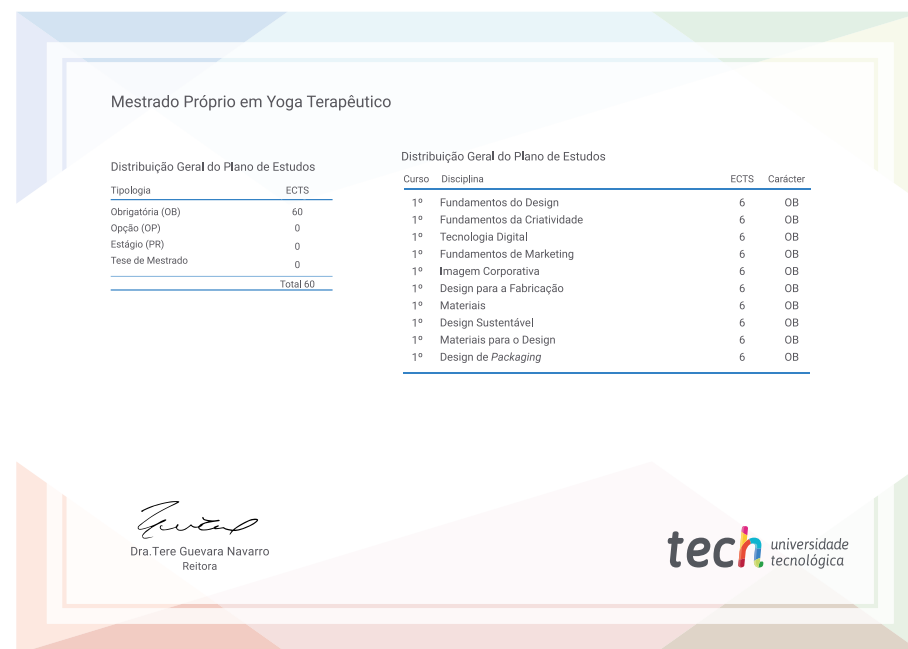 Mestrado Próprio em Yoga Terapêutico
Distribuição Geral do Plano de Estudos
Tipologia ECTS
Obrigatória (OB) 60
Opção (OP) 0
Estágio (PR) 0
Tese de Mestrado 0
Total 60
Distribuição Geral do Plano de Estudos
Curso Disciplina ECTS Carácter
1º Fundamentos do Design 6 OB
1º Fundamentos da Criatividade 6 OB
1º Tecnologia Digital 6 OB
1º Fundamentos de Marketing 6 OB
1º Imagem Corporativa 6 OB
1º Design para a Fabricação 6 OB
1º Materiais 6 OB
1º Design Sustentável 6 OB
1º Materiais para o Design 6 OB
1º Design de Packaging 6 OB
Dra.Tere Guevara Navarro
Reitora
tech universidade
tecnológica